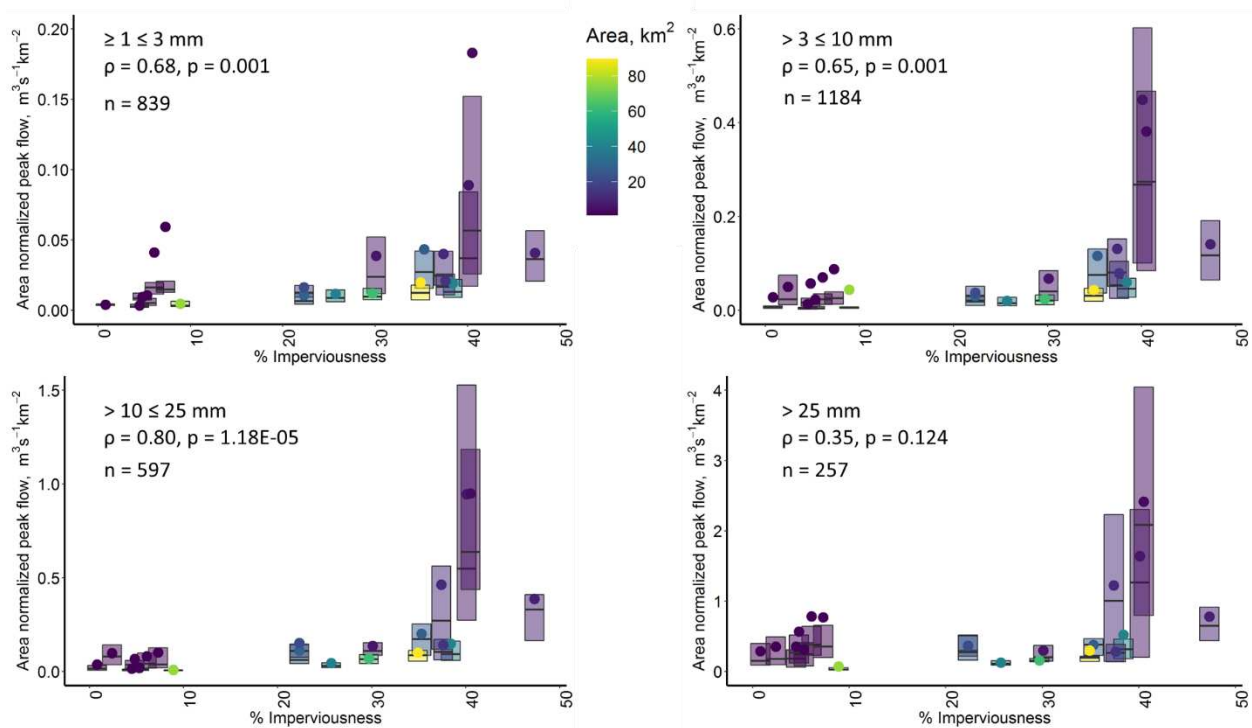 ≥ 1 ≤ 3 mm
ρ = 0.68, p = 0.001
n = 839
Area normalized peak flow, m³s⁻¹km⁻²
0.20
0.15
0.10
0.05
0.00
0
10
20
30
40
50
% Imperviousness
Area, km²
80
60
40
20
> 3 ≤ 10 mm
ρ = 0.65, p = 0.001
n = 1184
Area normalized peak flow, m³s⁻¹km⁻²
0.6
0.4
0.2
0.0
0
10
20
30
40
50
% Imperviousness
> 10 ≤ 25 mm
ρ = 0.80, p = 1.18E-05
n = 597
Area normalized peak flow, m³s⁻¹km⁻²
1.5
1.0
0.5
0.0
0
10
20
30
40
50
% Imperviousness
> 25 mm
ρ = 0.35, p = 0.124
n = 257
Area normalized peak flow, m³s⁻¹km⁻²
4
3
2
1
0
0
10
20
30
40
50
% Imperviousness